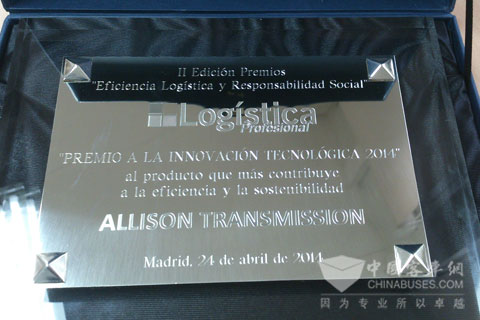 II Edición Premios
"Eficiencia Logística y Responsabilidad Social"
Logística
Profesional
"PREMIO A LA INNOVACIÓN TECNOLÓGICA 2014"
al producto que más contribuye
a la eficiencia y la sostenibilidad
ALLISON TRANSMISSION
Madrid, 24 de abril de 2014
中国客车网
CHINABUSES.COM
因为专业所以卓越